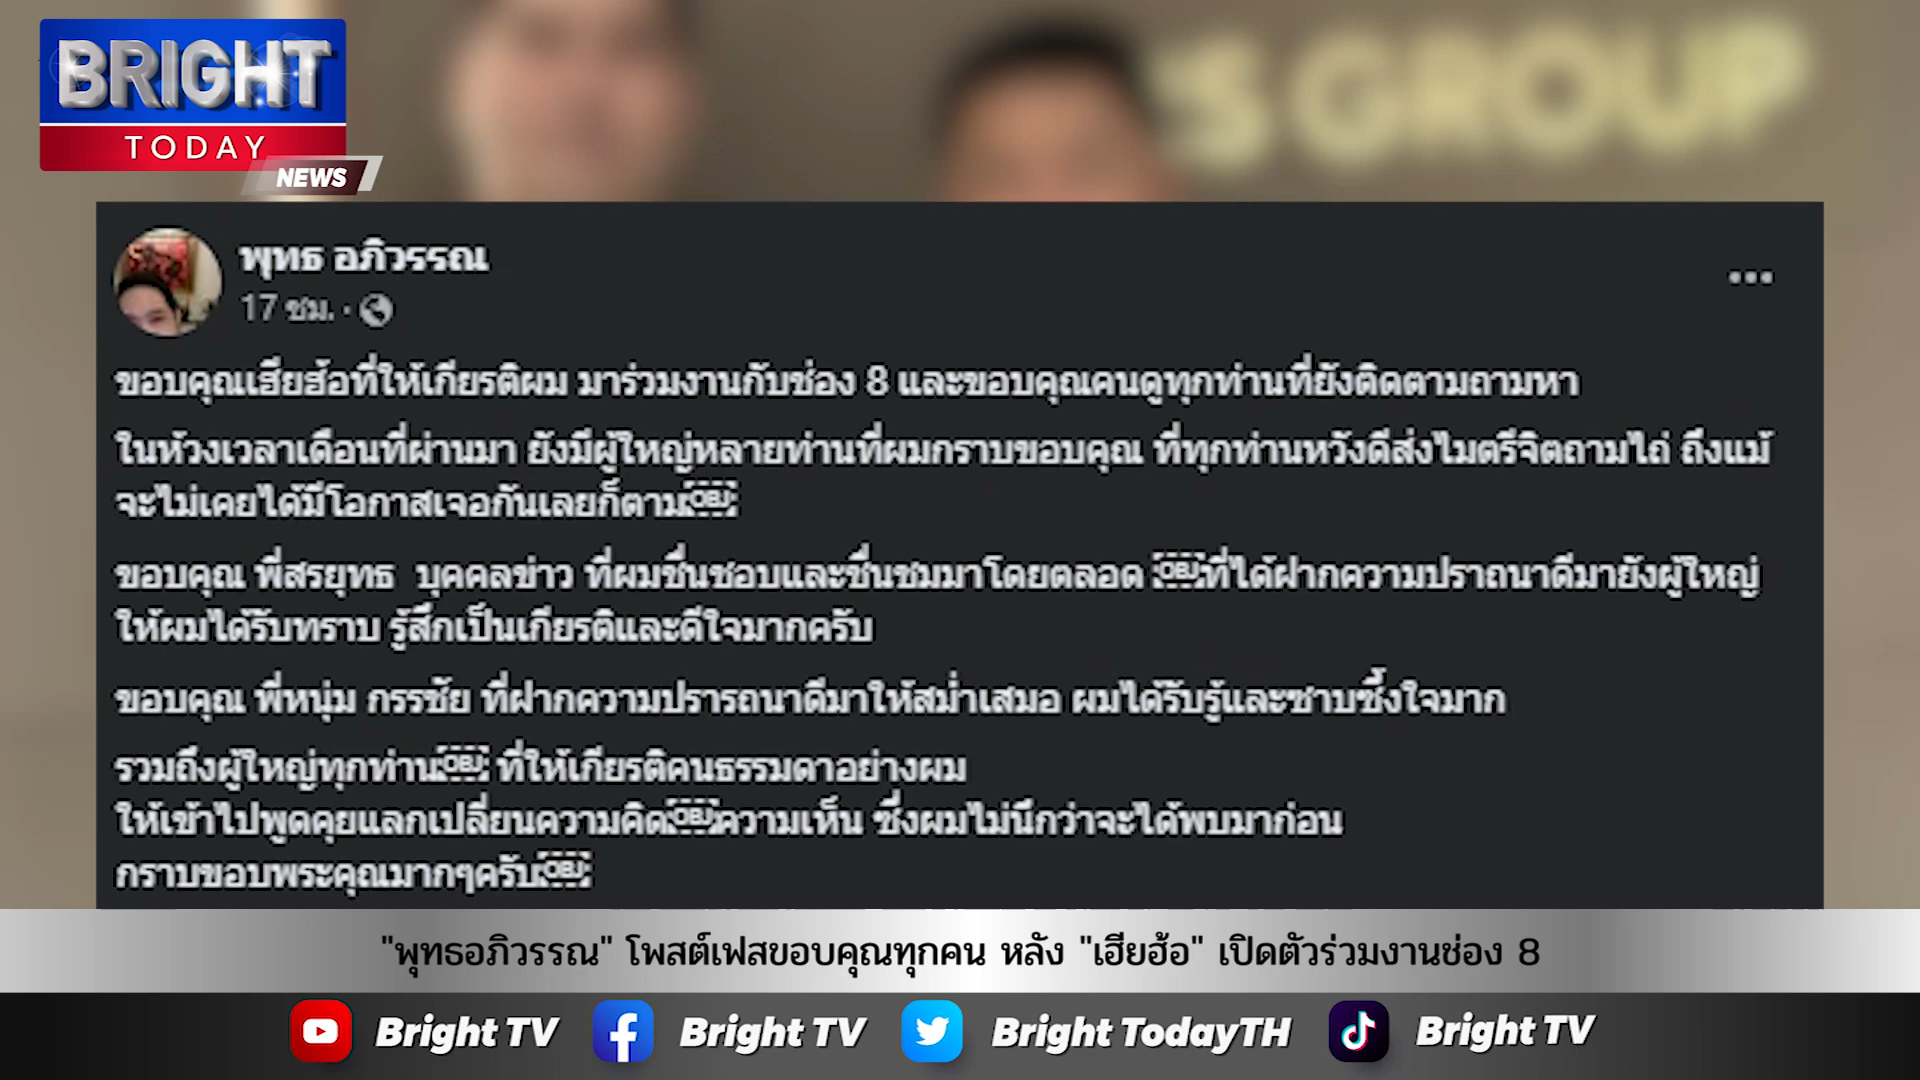 BRIGHT
TODAY
NEWS
S GROUP
พุทธ อภิวรรณ
17 ชม.
ขอบคุณเฮียฮ้อที่ให้เกียรติผม มาร่วมงานกับช่อง 8 และขอบคุณคนดูทุกท่านที่ยังติดตามถามหา
ในห้วงเวลาเดือนที่ผ่านมา ยังมีผู้ใหญ่หลายท่านที่ผมกราบขอบคุณ ที่ทุกท่านหวังดีส่งไมตรีจิตถามไถ่ ถึงแม้
จะไม่เคยได้มีโอกาสเจอกันเลยก็ตาม￼
ขอบคุณ พี่สรยุทธ บุคคลข่าว ที่ผมชื่นชอบและชื่นชมมาโดยตลอด ￼ที่ได้ฝากความปราถนาดีมายังผู้ใหญ่
ให้ผมได้รับทราบ รู้สึกเป็นเกียรติและดีใจมากครับ
ขอบคุณ พี่หนุ่ม กรรชัย ที่ฝากความปรารถนาดีมาให้สม่ำเสมอ ผมได้รับรู้และซาบซึ้งใจมาก
รวมถึงผู้ใหญ่ทุกท่าน￼ ที่ให้เกียรติคนธรรมดาอย่างผม
ให้เข้าไปพูดคุยแลกเปลี่ยนความคิด￼ความเห็น ซึ่งผมไม่นึกว่าจะได้พบมาก่อน
กราบขอบพระคุณมากๆครับ￼
"พุทธอภิวรรณ" โพสต์เฟสขอบคุณทุกคน หลัง "เฮียฮ้อ" เปิดตัวร่วมงานช่อง 8
Bright TV Bright TV Bright TodayTH Bright TV